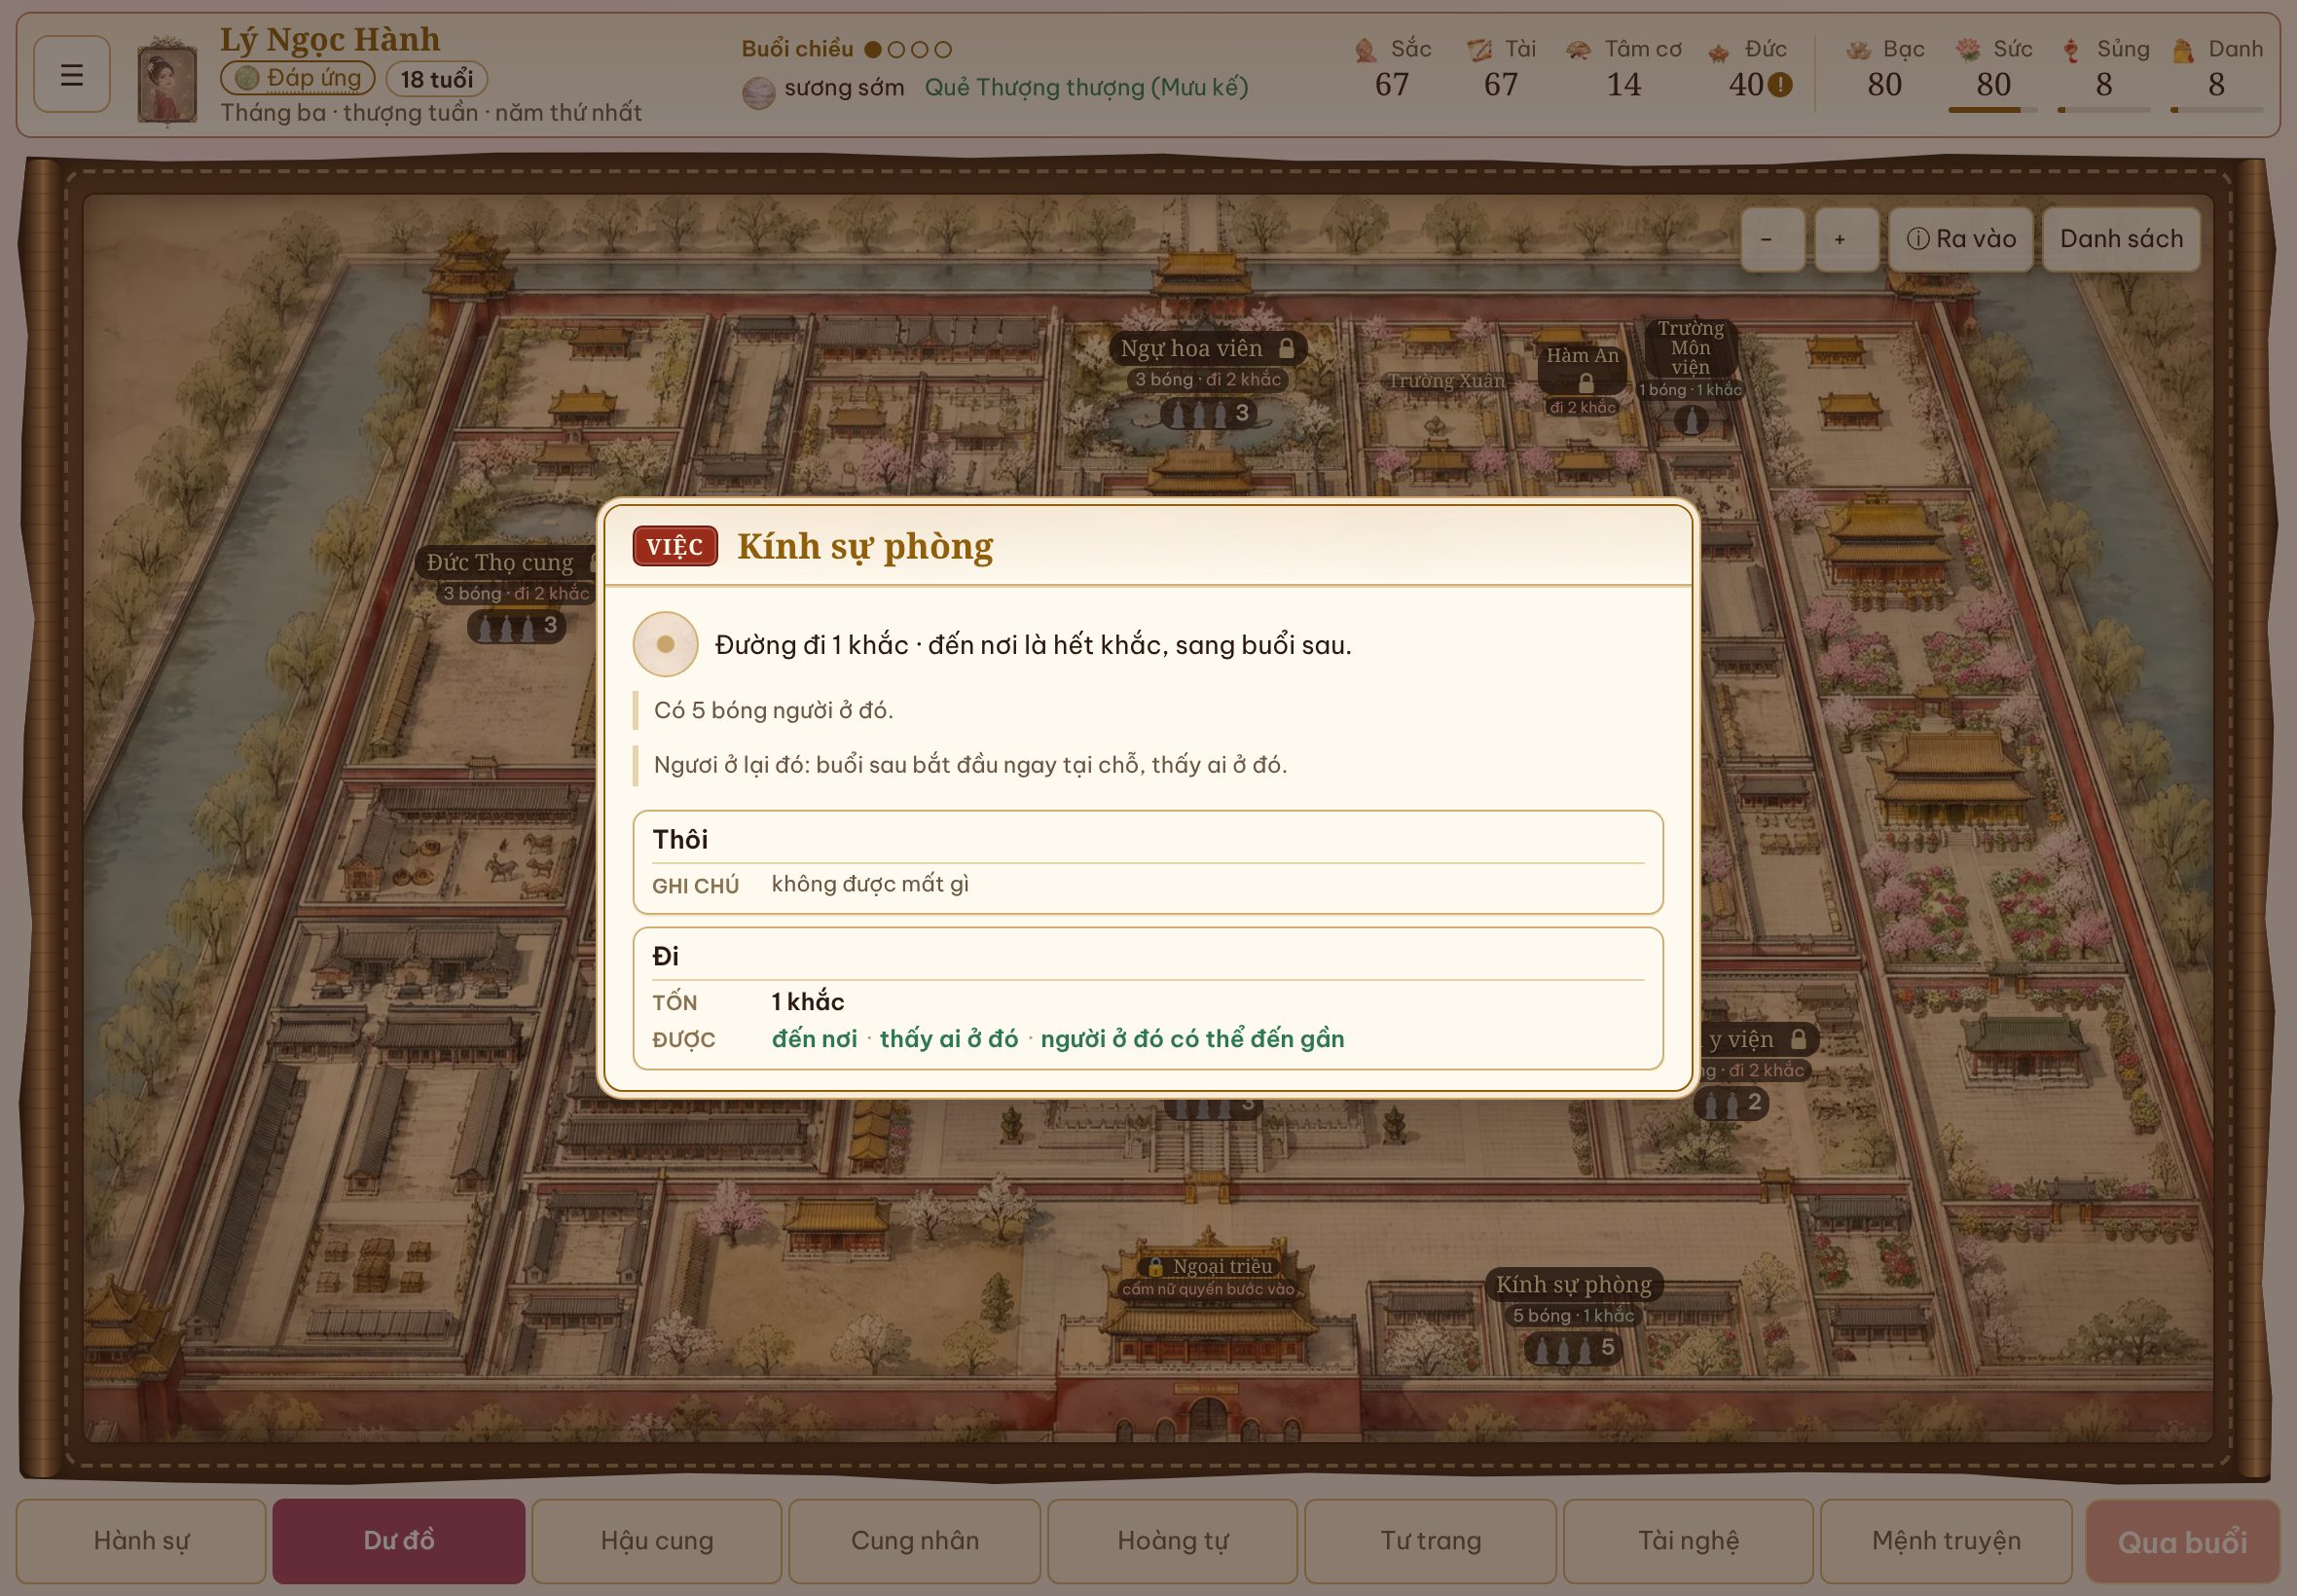 ☰
Lý Ngọc Hành
Đáp ứng
18 tuổi
Tháng ba · thượng tuần · năm thứ nhất
Buổi chiều
sương sớm
Quẻ Thượng thượng (Mưu kế)
Sắc
67
Tài
67
Tâm cơ
14
Đức
40 !
Bạc
80
Sức
80
Sủng
8
Danh
8
−
+
ⓘ Ra vào
Danh sách
Ngự hoa viên
3 bóng · đi 2 khắc
3
Trường Xuân
Hàm An
đi 2 khắc
Trường
Môn
viện
1 bóng · 1 khắc
Đức Thọ cung
3 bóng · đi 2 khắc
3
VIỆC
Kính sự phòng
Đường đi 1 khắc · đến nơi là hết khắc, sang buổi sau.
Có 5 bóng người ở đó.
Ngươi ở lại đó: buổi sau bắt đầu ngay tại chỗ, thấy ai ở đó.
Thôi
GHI CHÚ không được mất gì
Đi
TỐN 1 khắc
ĐƯỢC đến nơi · thấy ai ở đó · người ở đó có thể đến gần
y viện
· đi 2 khắc
2
3
Ngoại triều
cấm nữ quyến bước vào
Kính sự phòng
5 bóng · 1 khắc
5
Hành sự
Dư đồ
Hậu cung
Cung nhân
Hoàng tự
Tư trang
Tài nghệ
Mệnh truyện
Qua buổi